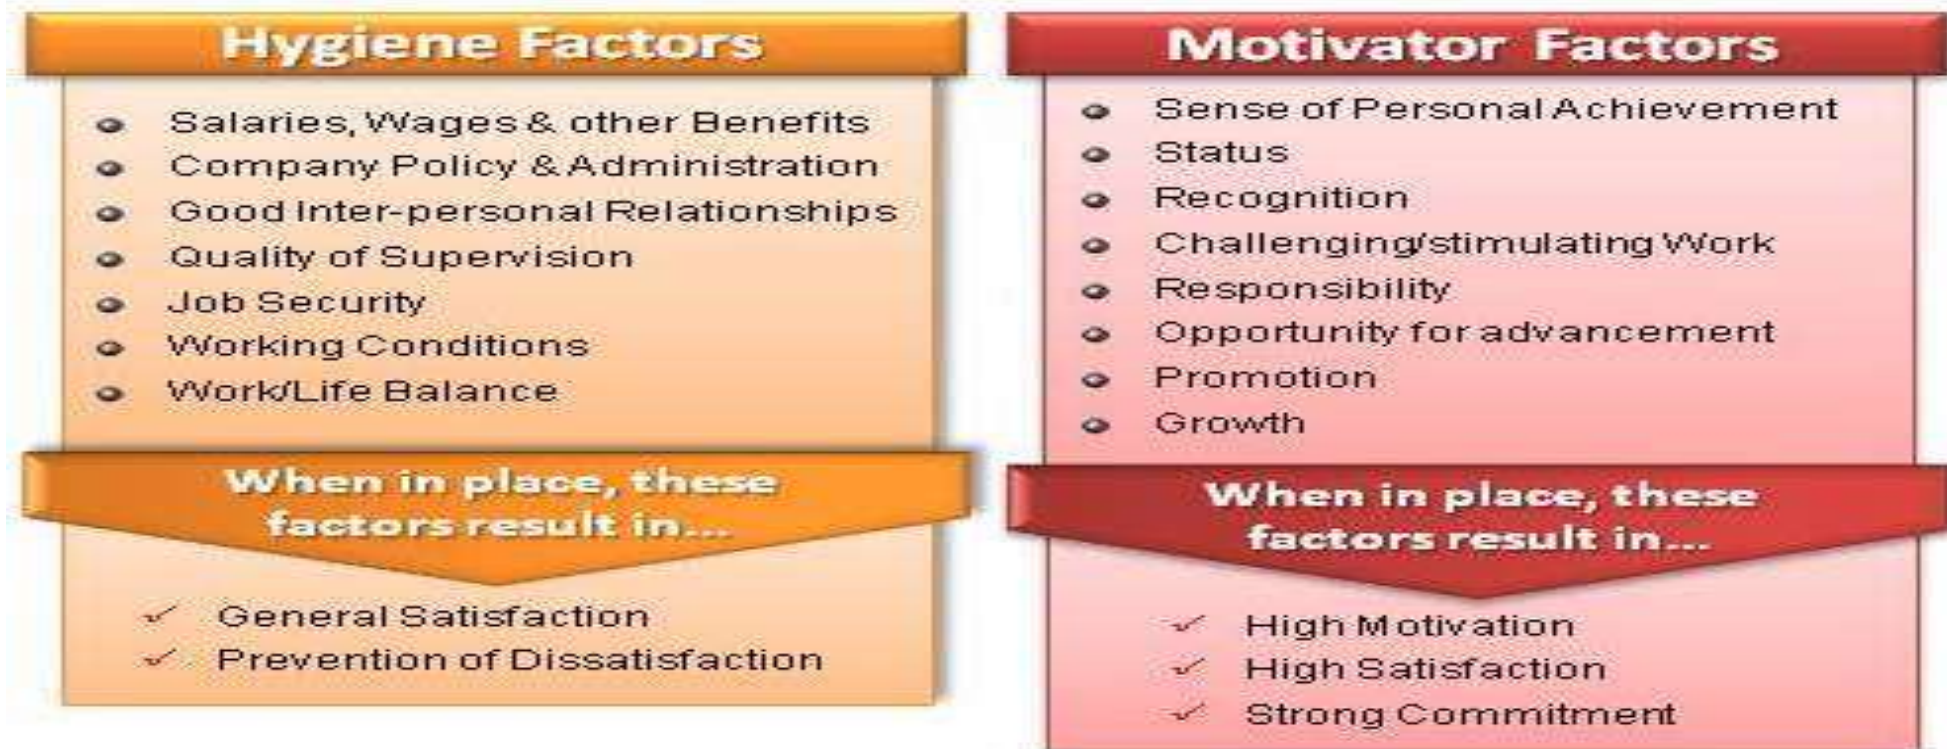 Hygiene Factors
Salaries, Wages & other Benefits
Company Policy & Administration
Good Inter-personal Relationships
Quality of Supervision
Job Security
Working Conditions
Work/Life Balance
When in place, these
factors result in...
General Satisfaction
Prevention of Dissatisfaction
Motivator Factors
Sense of Personal Achievement
Status
Recognition
Challenging/stimulating Work
Responsibility
Opportunity for advancement
Promotion
Growth
When in place, these
factors result in...
High Motivation
High Satisfaction
Strong Commitment